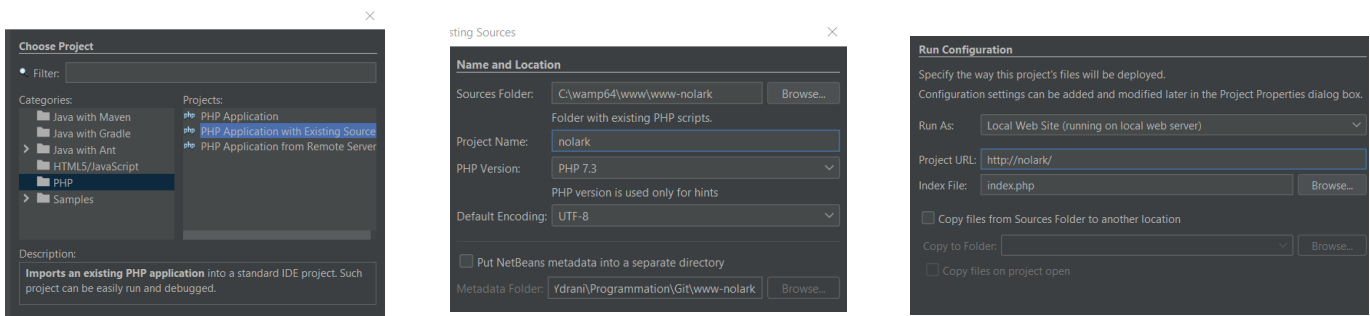 Choose Project
Filter:
Categories:
Java with Maven
Java with Gradle
Java with Ant
HTML5/JavaScript
PHP
Samples
Projects:
php PHP Application
php PHP Application with Existing Source
php PHP Application from Remote Server
Description:
Imports an existing PHP application into a standard IDE project. Such
project can be easily run and debugged.
sting Sources
Name and Location
Sources Folder: C:\wamp64\www\www-nolark Browse...
Folder with existing PHP scripts.
Project Name: nolark
PHP Version: PHP 7.3
PHP version is used only for hints
Default Encoding: UTF-8
Put NetBeans metadata into a separate directory
Metadata Folder: Ydrani\Programmation\Git\www-nolark Browse...
Run Configuration
Specify the way this project's files will be deployed.
Configuration settings can be added and modified later in the Project Properties dialog box.
Run As: Local Web Site (running on local web server)
Project URL: http://nolark/
Index File: index.php Browse...
Copy files from Sources Folder to another location
Copy to Folder: Browse...
Copy files on project open